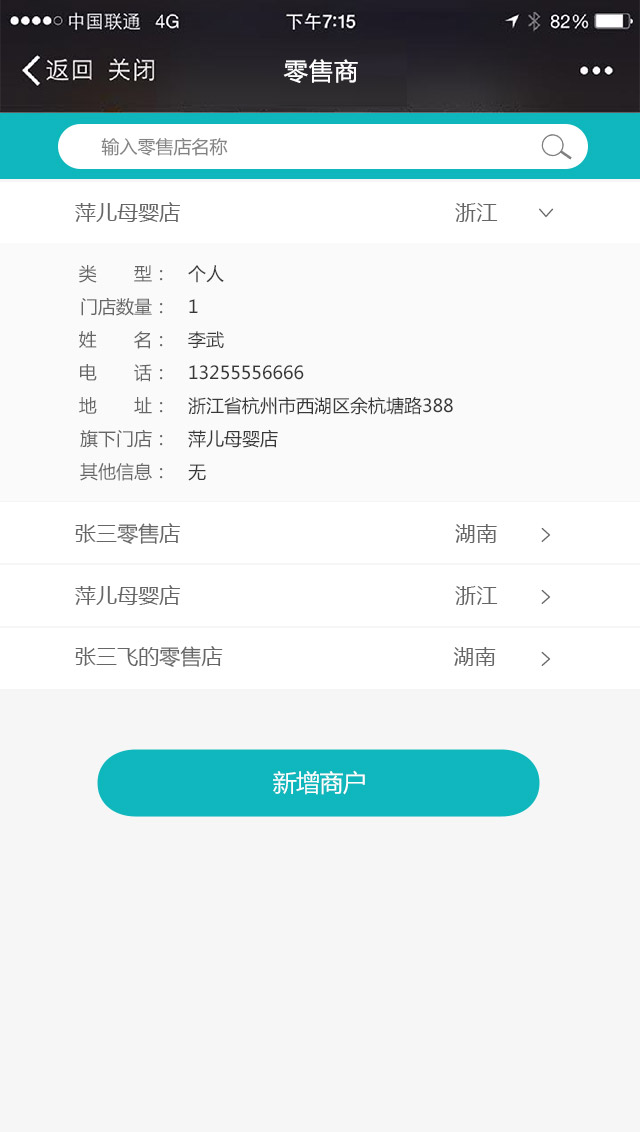 中国联通 4G 下午7:15 82%
返回 关闭 零售商
输入零售店名称
萍儿母婴店 浙江
类 型： 个人
门店数量： 1
姓 名： 李武
电 话： 13255556666
地 址： 浙江省杭州市西湖区余杭塘路388
旗下门店： 萍儿母婴店
其他信息： 无
张三零售店 湖南
萍儿母婴店 浙江
张三飞的零售店 湖南
新增商户